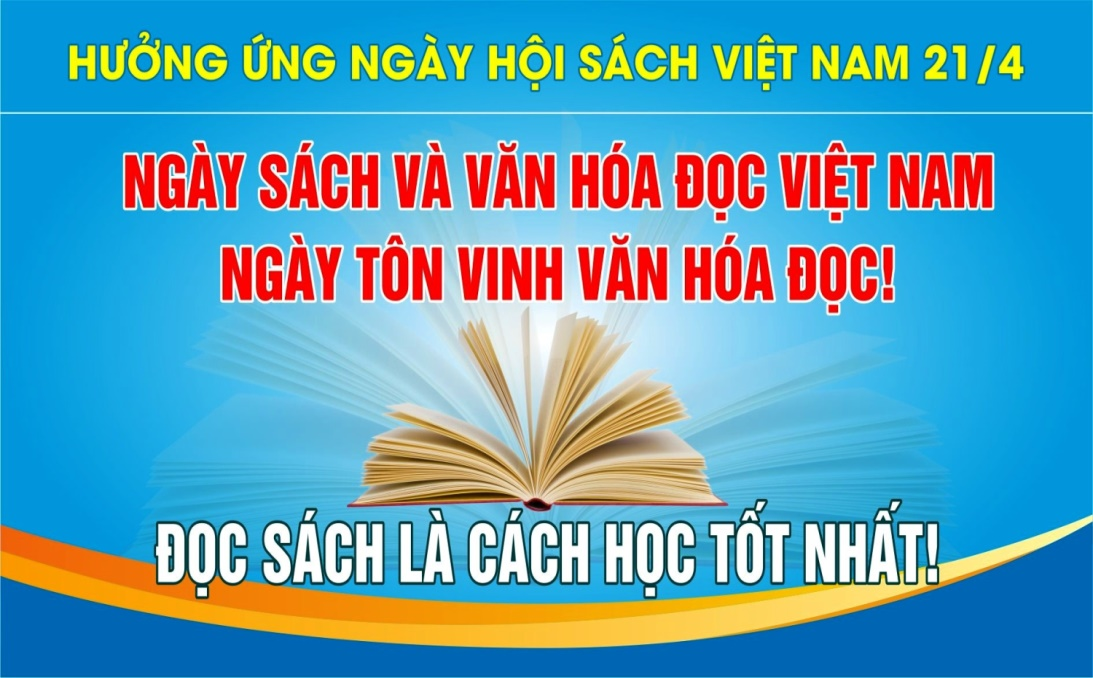 HƯỞNG ỨNG NGÀY HỘI SÁCH VIỆT NAM 21/4
NGÀY SÁCH VÀ VĂN HÓA ĐỌC VIỆT NAM
NGÀY TÔN VINH VĂN HÓA ĐỌC!
ĐỌC SÁCH LÀ CÁCH HỌC TỐT NHẤT!